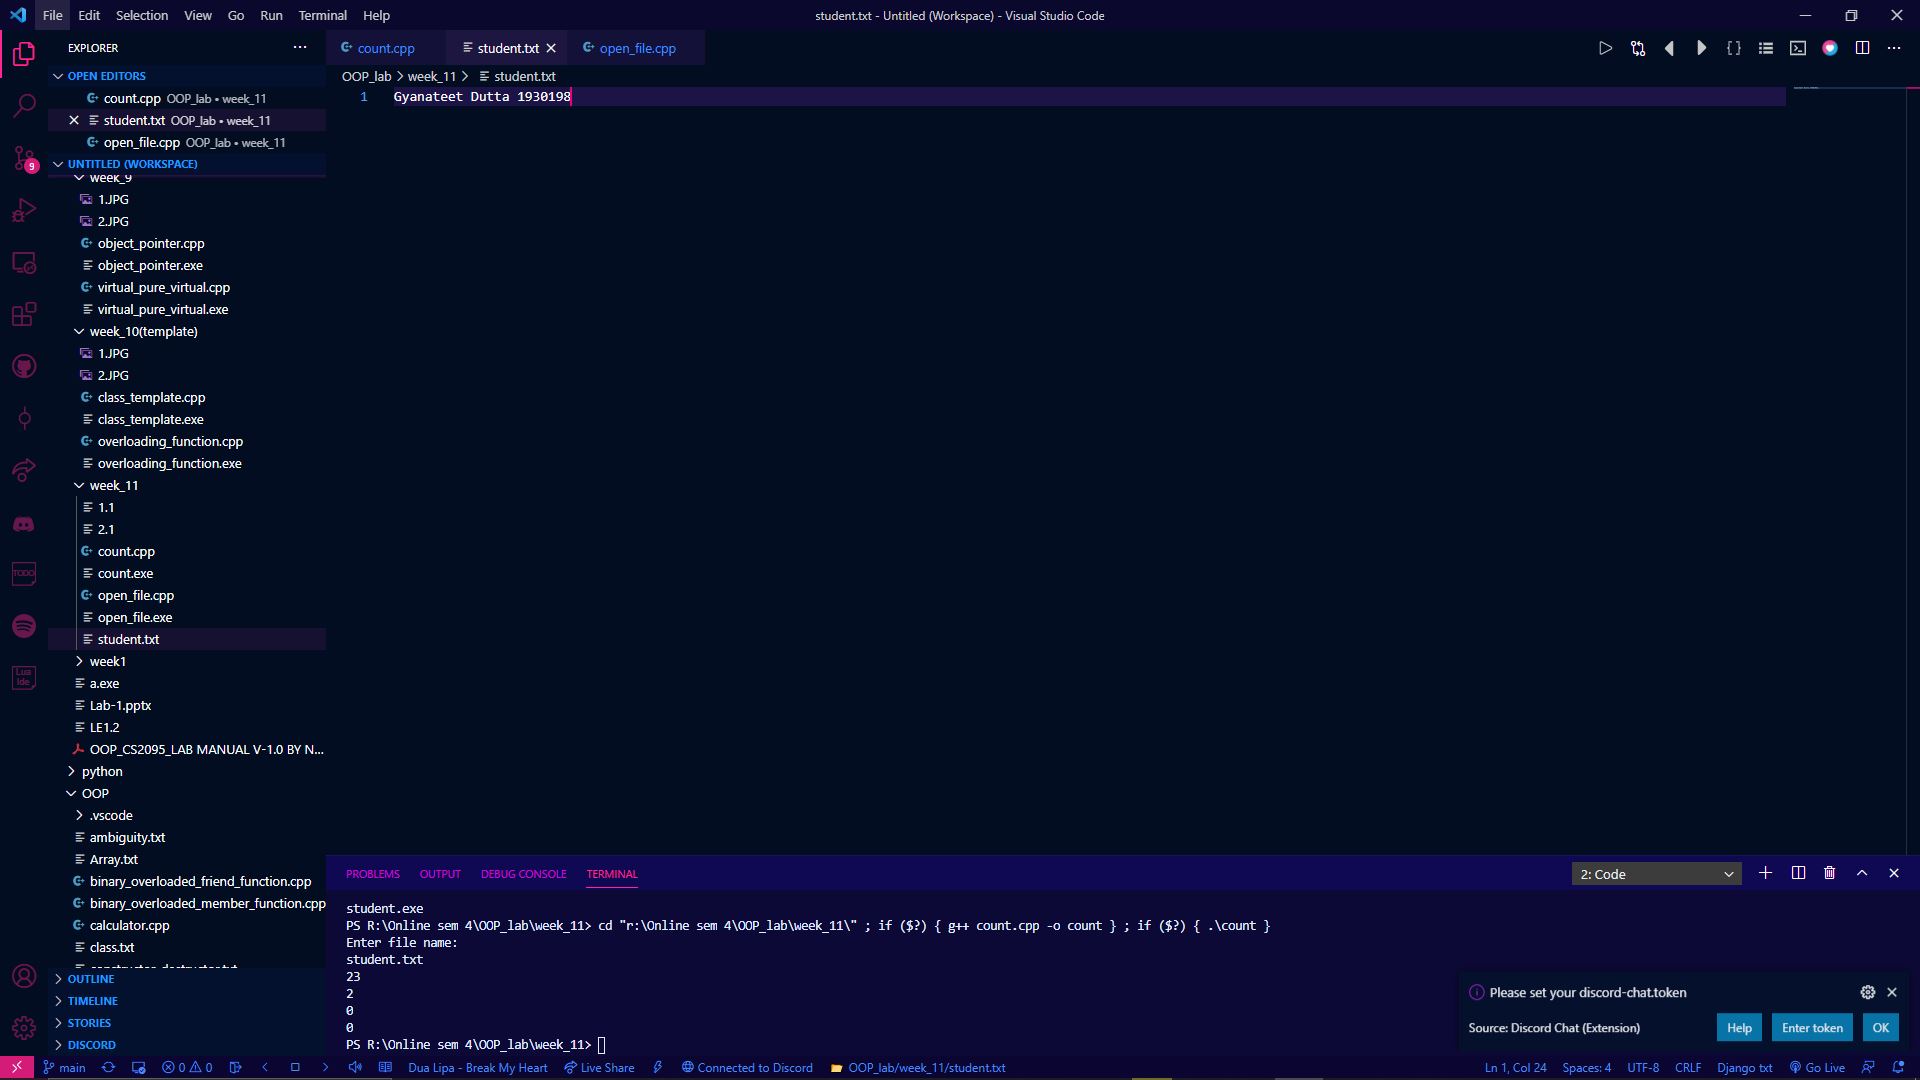 File Edit Selection View Go Run Terminal Help
student.txt - Untitled (Workspace) - Visual Studio Code
EXPLORER
OPEN EDITORS
count.cpp OOP_lab • week_11
student.txt OOP_lab • week_11
open_file.cpp OOP_lab • week_11
UNTITLED (WORKSPACE)
week_9
1.JPG
2.JPG
object_pointer.cpp
object_pointer.exe
virtual_pure_virtual.cpp
virtual_pure_virtual.exe
week_10(template)
1.JPG
2.JPG
class_template.cpp
class_template.exe
overloading_function.cpp
overloading_function.exe
week_11
1.1
2.1
count.cpp
count.exe
open_file.cpp
open_file.exe
student.txt
week1
a.exe
Lab-1.pptx
LE1.2
OOP_CS2095_LAB MANUAL V-1.0 BY N...
python
OOP
.vscode
ambiguity.txt
Array.txt
binary_overloaded_friend_function.cpp
binary_overloaded_member_function.cpp
calculator.cpp
class.txt
OUTLINE
TIMELINE
STORIES
DISCORD
9
TODO
Lua
Ide
count.cpp student.txt open_file.cpp
OOP_lab > week_11 > student.txt
1 Gyanateet Dutta 1930198
PROBLEMS OUTPUT DEBUG CONSOLE TERMINAL
2: Code
student.exe
PS R:\Online sem 4\OOP_lab\week_11> cd "r:\Online sem 4\OOP_lab\week_11\" ; if ($?) { g++ count.cpp -o count } ; if ($?) { .\count }
Enter file name:
student.txt
23
2
0
0
PS R:\Online sem 4\OOP_lab\week_11>
Please set your discord-chat.token
Source: Discord Chat (Extension)
Help Enter token OK
main 0 0 Dua Lipa - Break My Heart Live Share Connected to Discord OOP_lab/week_11/student.txt
Ln 1, Col 24 Spaces: 4 UTF-8 CRLF Django txt Go Live